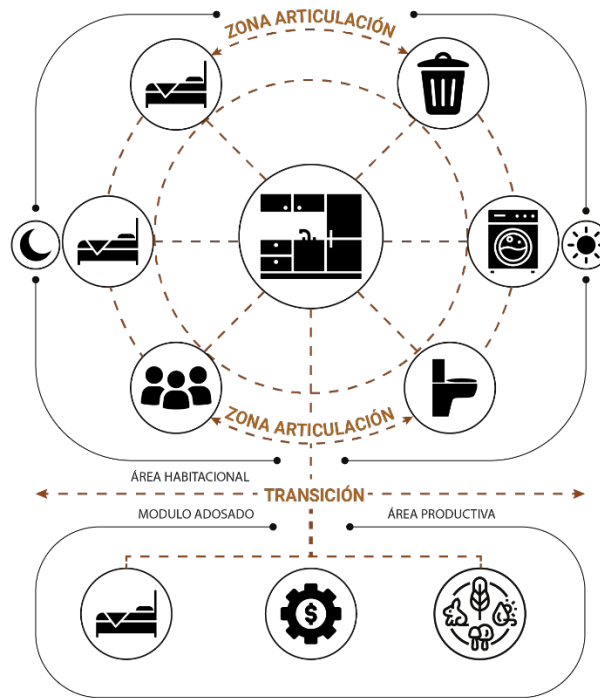 ZONA ARTICULACIÓN
ZONA ARTICULACIÓN
ÁREA HABITACIONAL
TRANSICIÓN
MODULO ADOSADO
ÁREA PRODUCTIVA
$